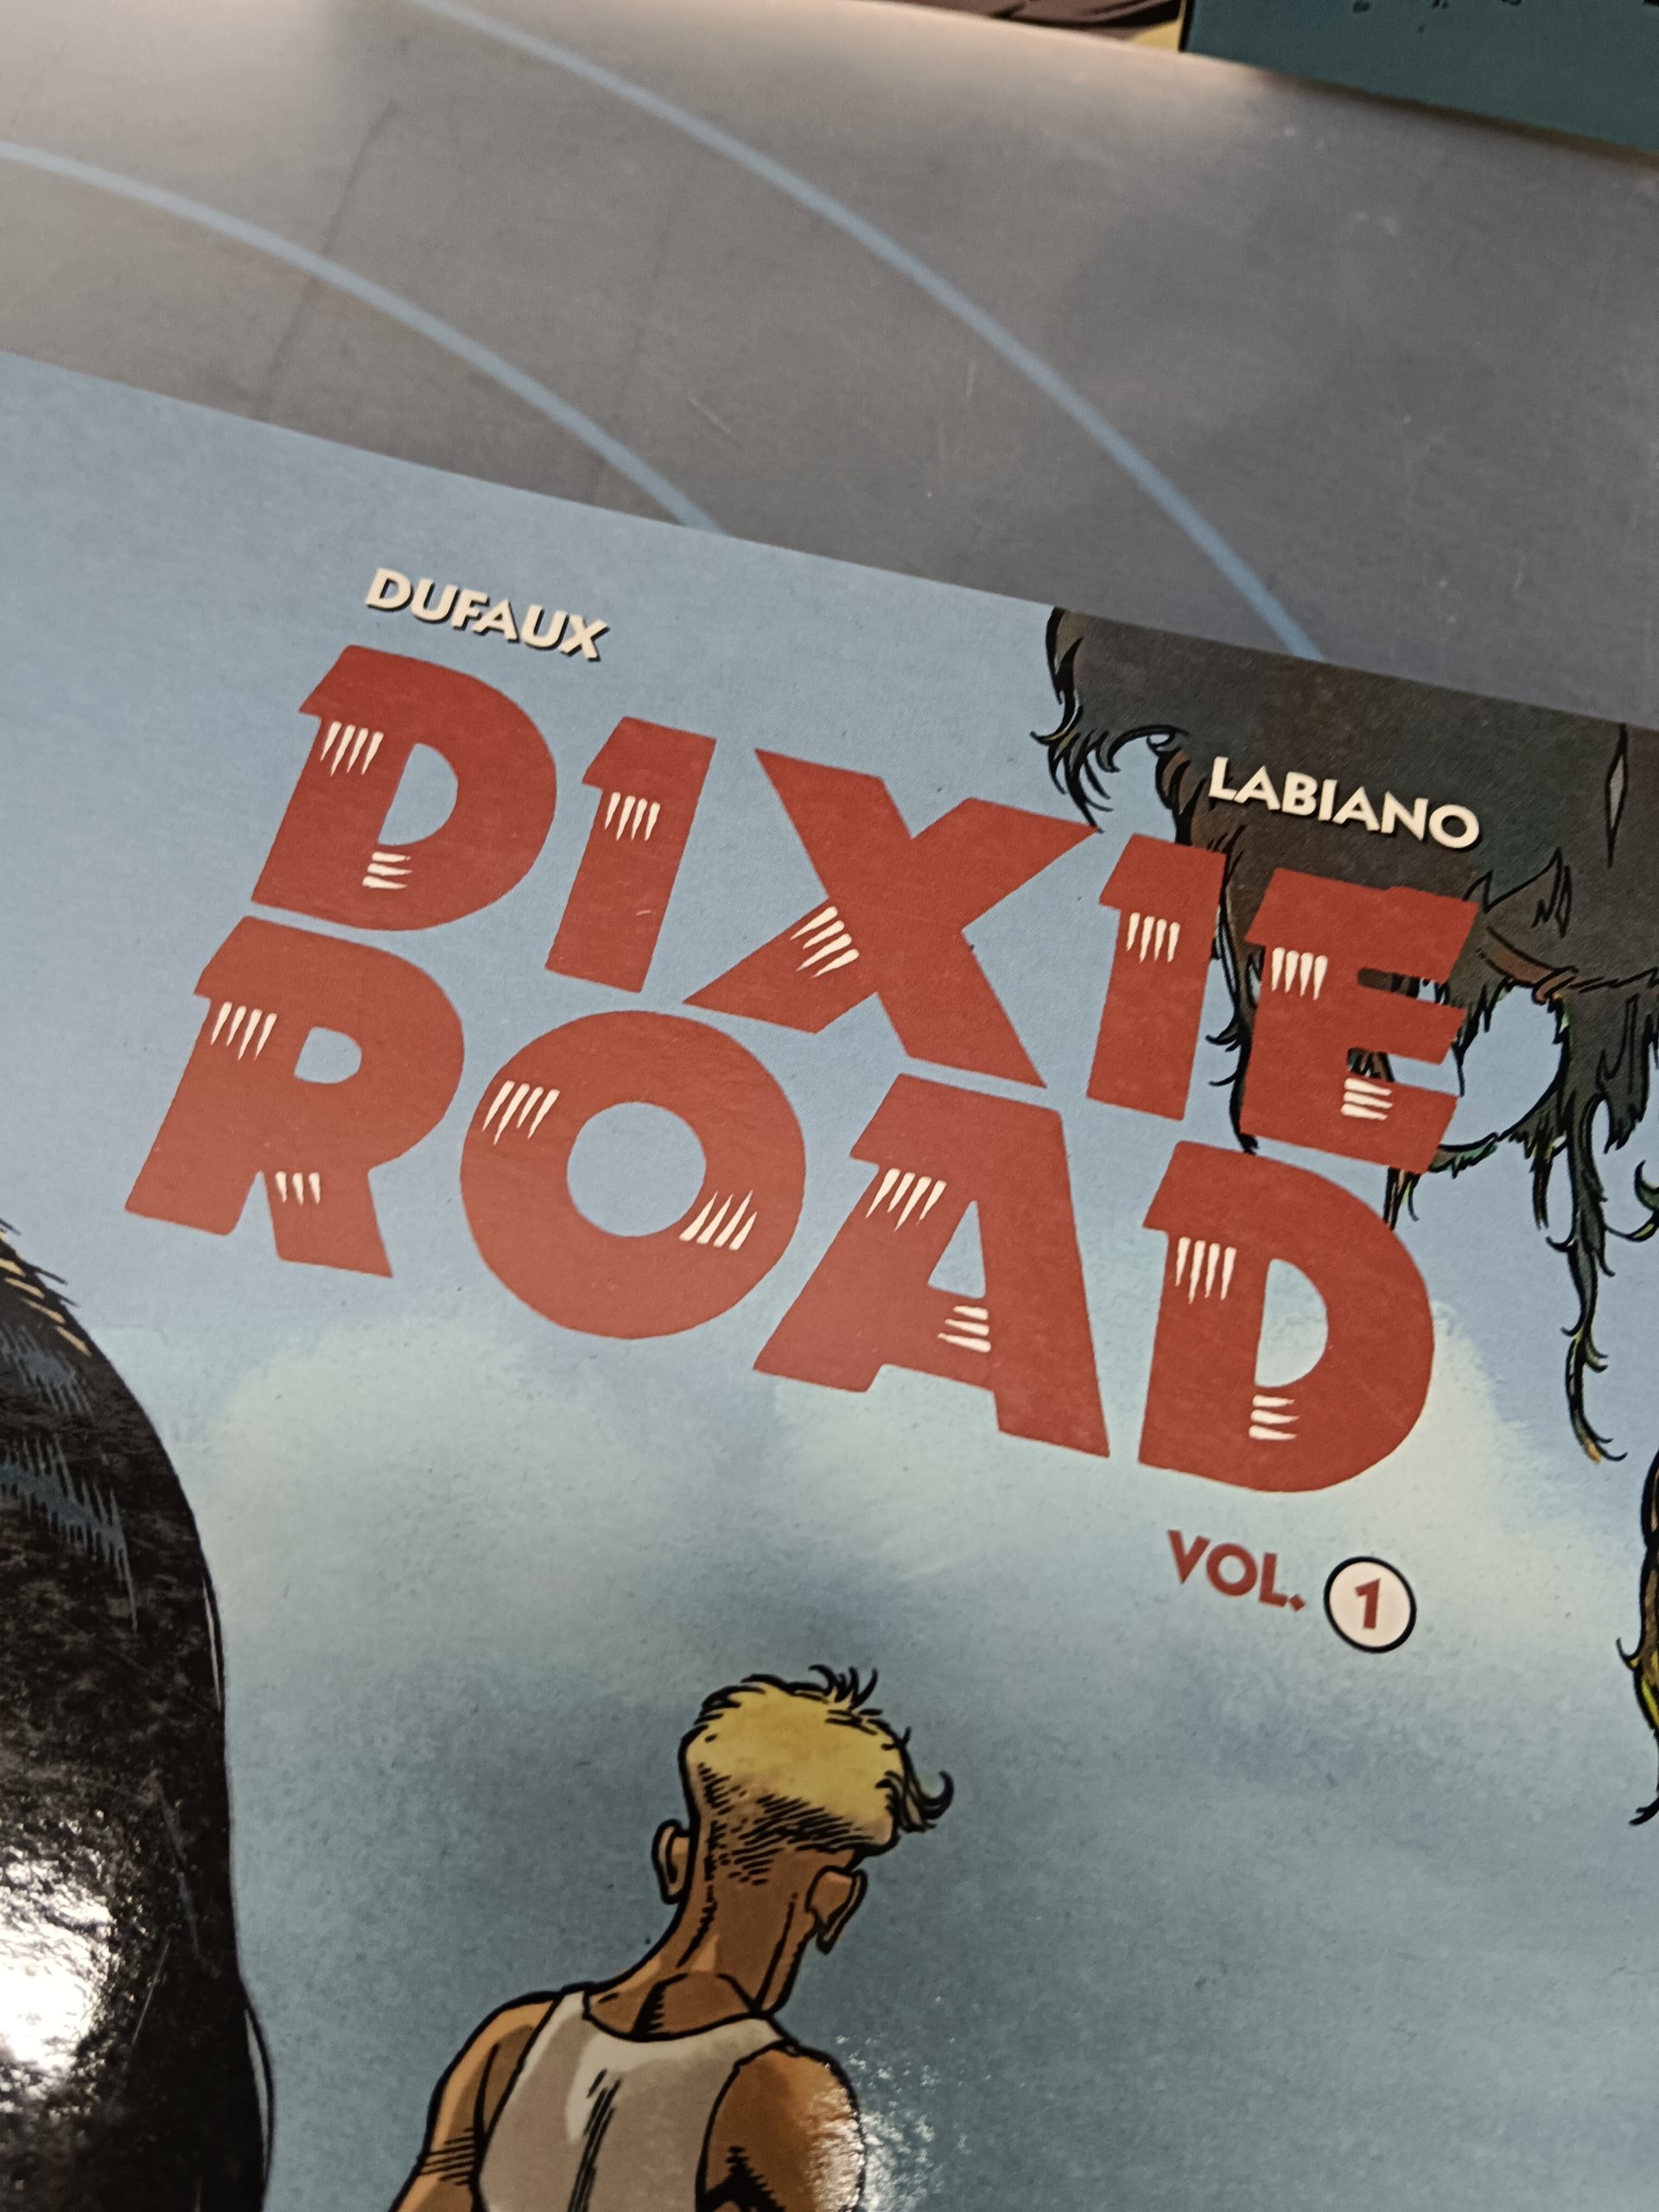 DUFAUX
LABIANO
DIXIE
ROAD
VOL. 1